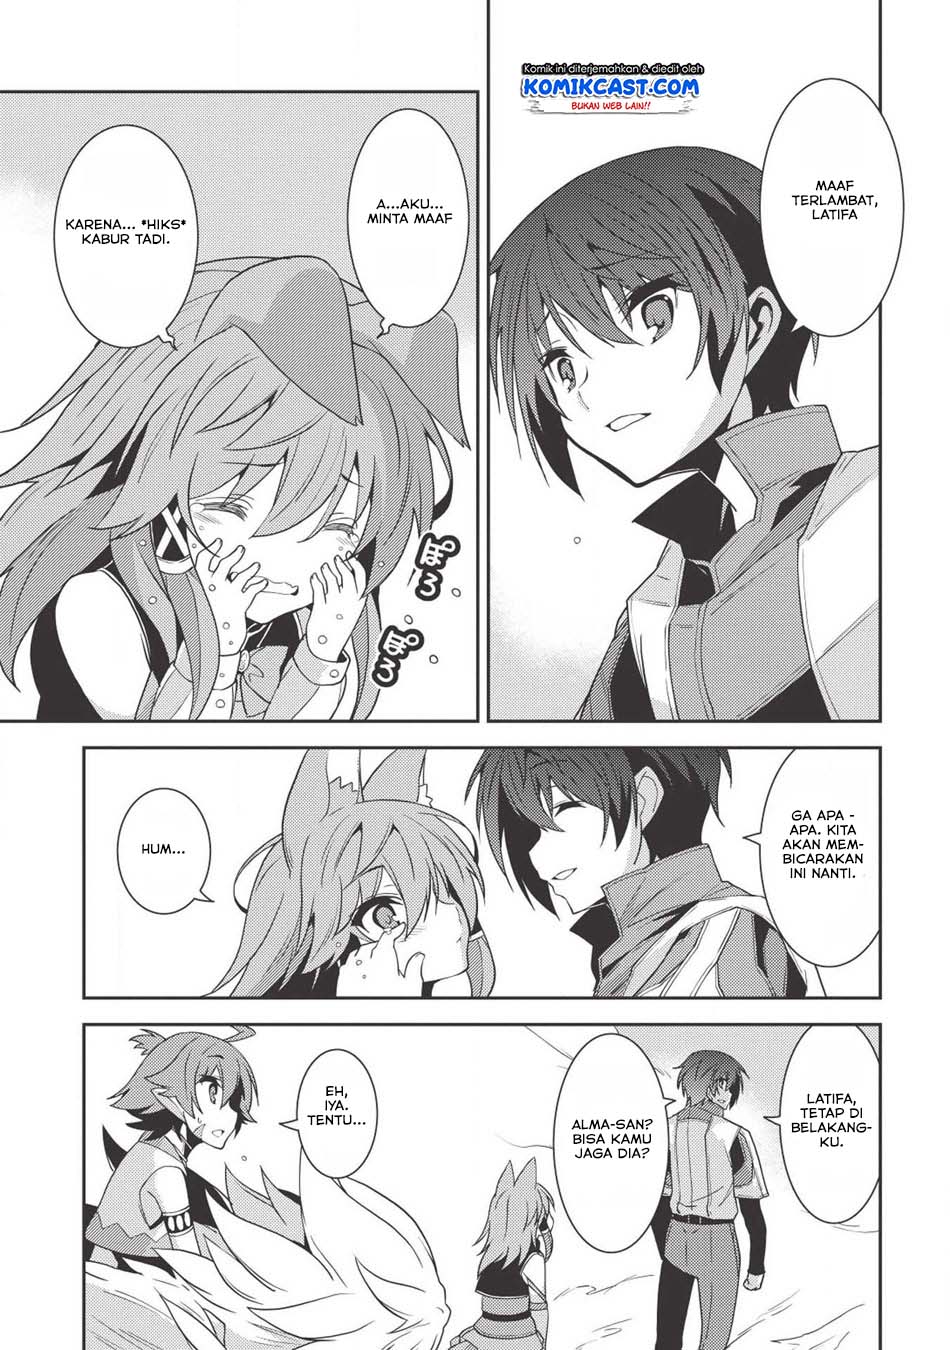 Komik ini diterjemahkan & diedit oleh
KOMIKCAST.COM
BUKAN WEB LAIN!!
MAAF
TERLAMBAT,
LATIFA
A...AKU...
MINTA MAAF
KARENA... *HIKS*
KABUR TADI.
ぽろ
ぽろ
GA APA -
APA. KITA
AKAN MEM-
BICARAKAN
INI NANTI.
HUM...
LATIFA,
TETAP DI
BELAKANG-
KU.
ALMA-SAN?
BISA KAMU
JAGA DIA?
EH,
IYA.
TENTU...